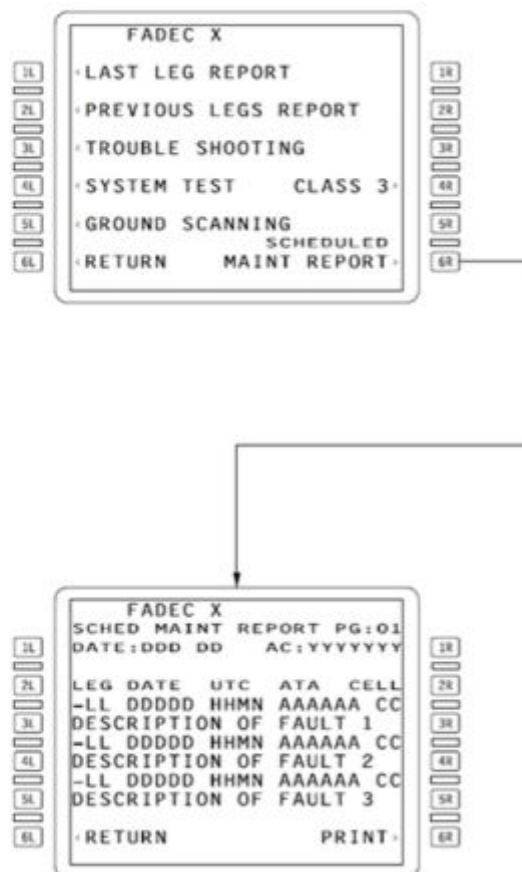 FADEC X
1L ‹LAST LEG REPORT 1R
2L ‹PREVIOUS LEGS REPORT 2R
3L ‹TROUBLE SHOOTING 3R
4L ‹SYSTEM TEST CLASS 3› 4R
5L ‹GROUND SCANNING 5R
SCHEDULED
6L ‹RETURN MAINT REPORT› 6R
FADEC X
SCHED MAINT REPORT PG:01
1L DATE:DDD DD AC:YYYYYYY 1R
2L LEG DATE UTC ATA CELL 2R
-LL DDDDD HHMN AAAAAA CC
3L DESCRIPTION OF FAULT 1 3R
-LL DDDDD HHMN AAAAAA CC
4L DESCRIPTION OF FAULT 2 4R
-LL DDDDD HHMN AAAAAA CC
5L DESCRIPTION OF FAULT 3 5R
6L ‹RETURN PRINT› 6R